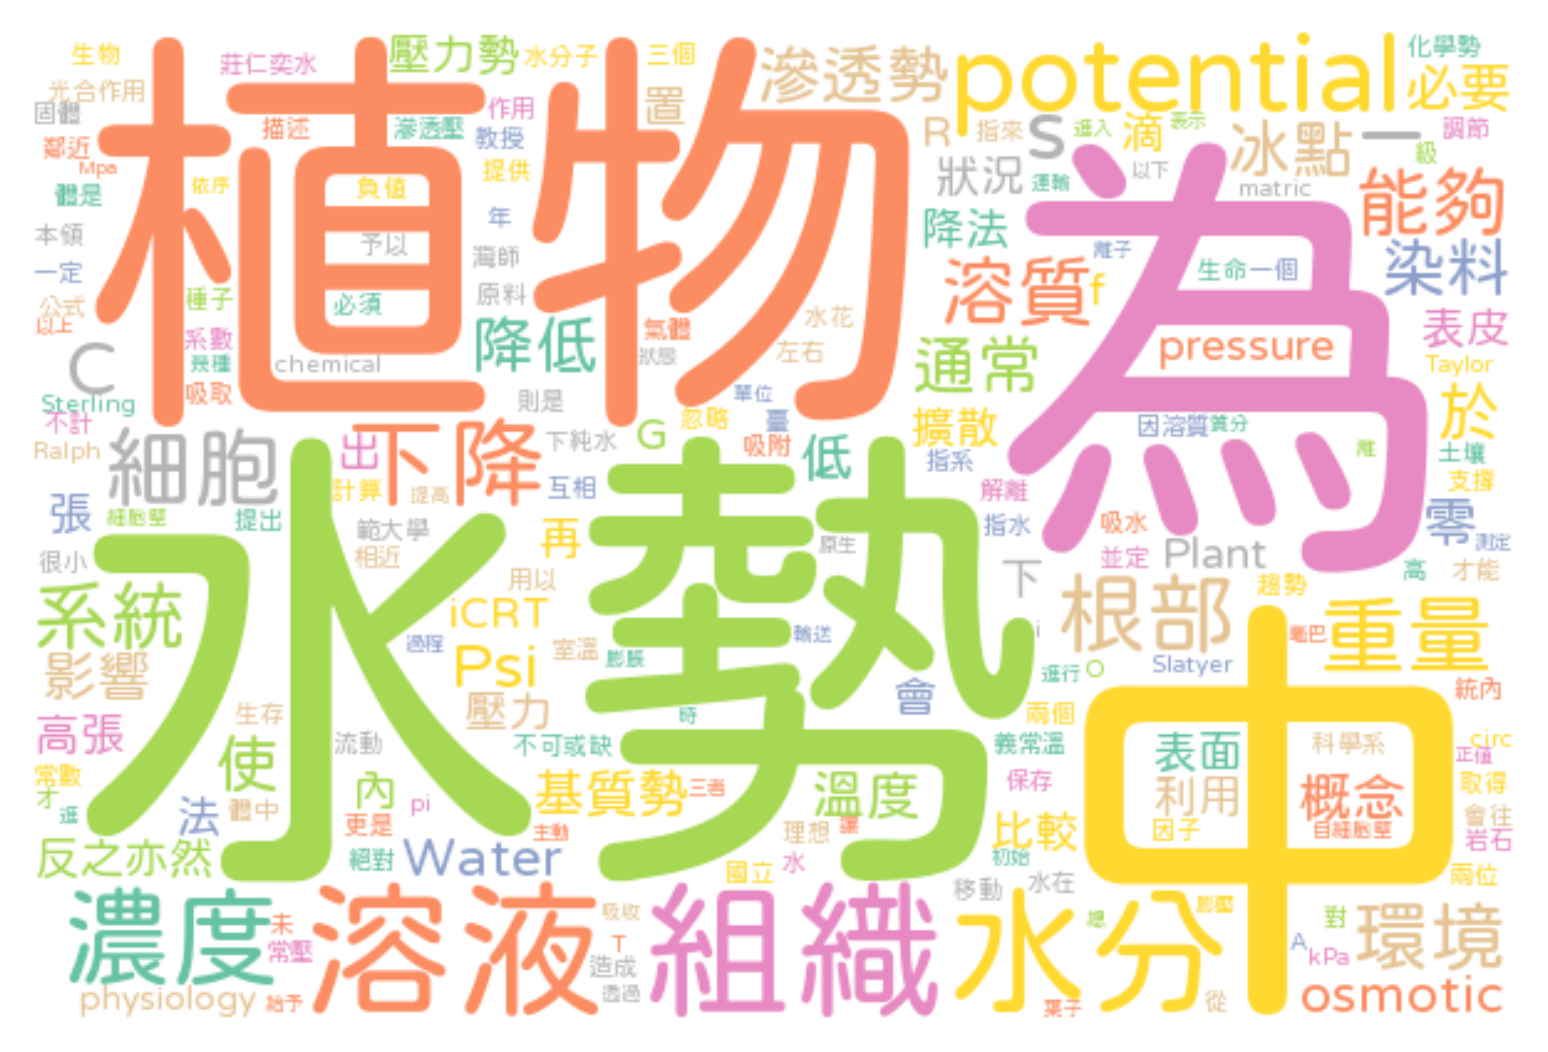 生物
莊仁奕水
壓力勢
水分子
三個
滲透勢
potential
化學勢
必要
光合作用
固體
植物
作用
置
描述
滲透壓
教授
R
指來
s
進入
滴
表示
冰點
一
調節
級
鄰近
Mpa
體是
依序
負值
提供
狀況
運輸
以下
matric
能夠
為
本領
年
予以
灣師
降法
離子
染料
一定
生命一個
公式
以上
種子
必須
原料
溶質
f
系數
幾種
降低
氣體
狀態
水花
左右
通常
pressure
表皮
C
chemical
Taylor
吸取
Sterling
不計
則是
單位
忽略
臺
擴散
因溶質
質分
於
Ralph
細胞
出
下降
下純水
G
吸附
低
指系
離
土壤
支撐
計算
提高
互相
解離
張
細胞壁
提出
範大學
再
原生
指水
吸水
零
測定
很小
相近
用以
下
並定
Plant
高
才能
水勢
系統
iCRT
i
根部
趨勢
重量
中
過程
室溫
輸送
毫巴
影響
Psi
膨脹
Slatyer
進行
O
統內
壓力
會
兩個
高張
生存
流動
時
不可或缺
義常溫
表面
科學系
circ
正值
使
常數
才
進
法
體中
內
pi
基質勢
三者
溫度
保存
利用
概念
取得
更是
主動
理想
讓
比較
因子
自細胞壁
會往
岩石
反之亦然
絕對
Water
國立
水
初始
移動
水在
兩位
濃度
未
常壓
溶液
吸收
T
造成
透過
組織
水分
總
膨壓
對
A
kPa
環境
physiology
給予
葉子
從
osmotic